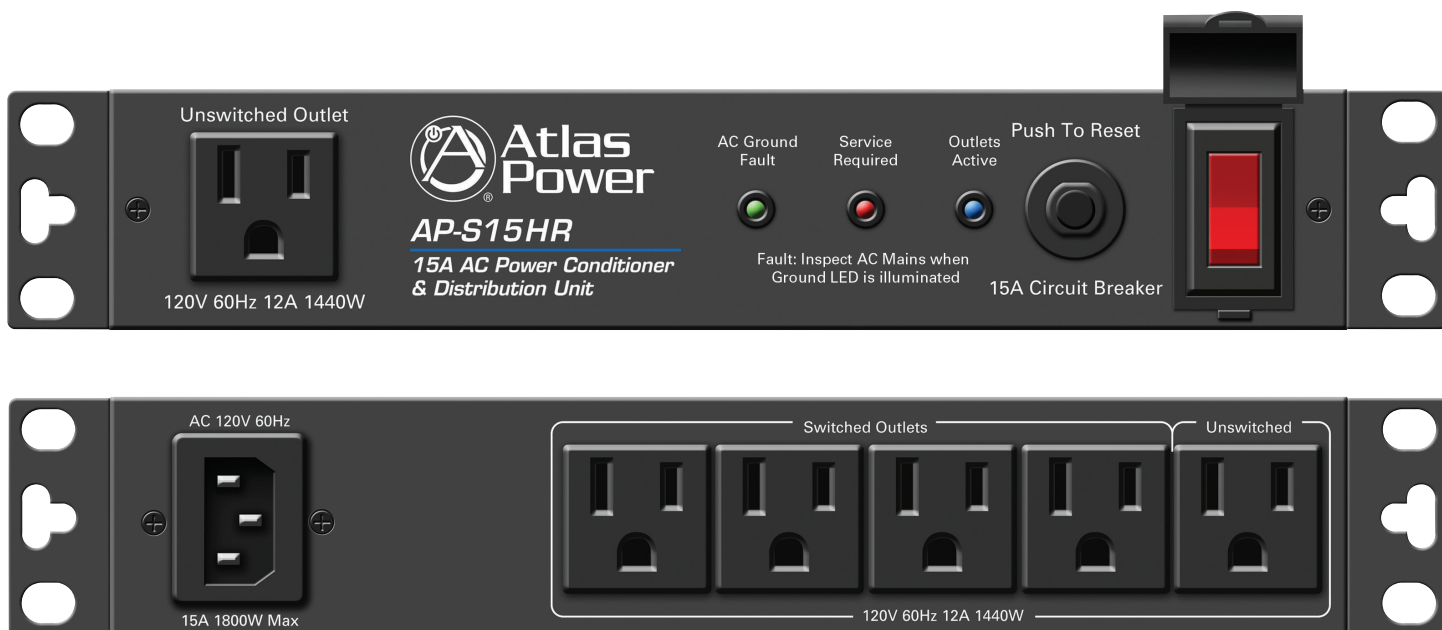 Unswitched Outlet
120V 60Hz 12A 1440W
Atlas
Power
®
AP-S15HR
15A AC Power Conditioner
& Distribution Unit
AC Ground
Fault
Service
Required
Outlets
Active
Fault: Inspect AC Mains when
Ground LED is illuminated
Push To Reset
15A Circuit Breaker
AC 120V 60Hz
15A 1800W Max
Switched Outlets
Unswitched
120V 60Hz 12A 1440W